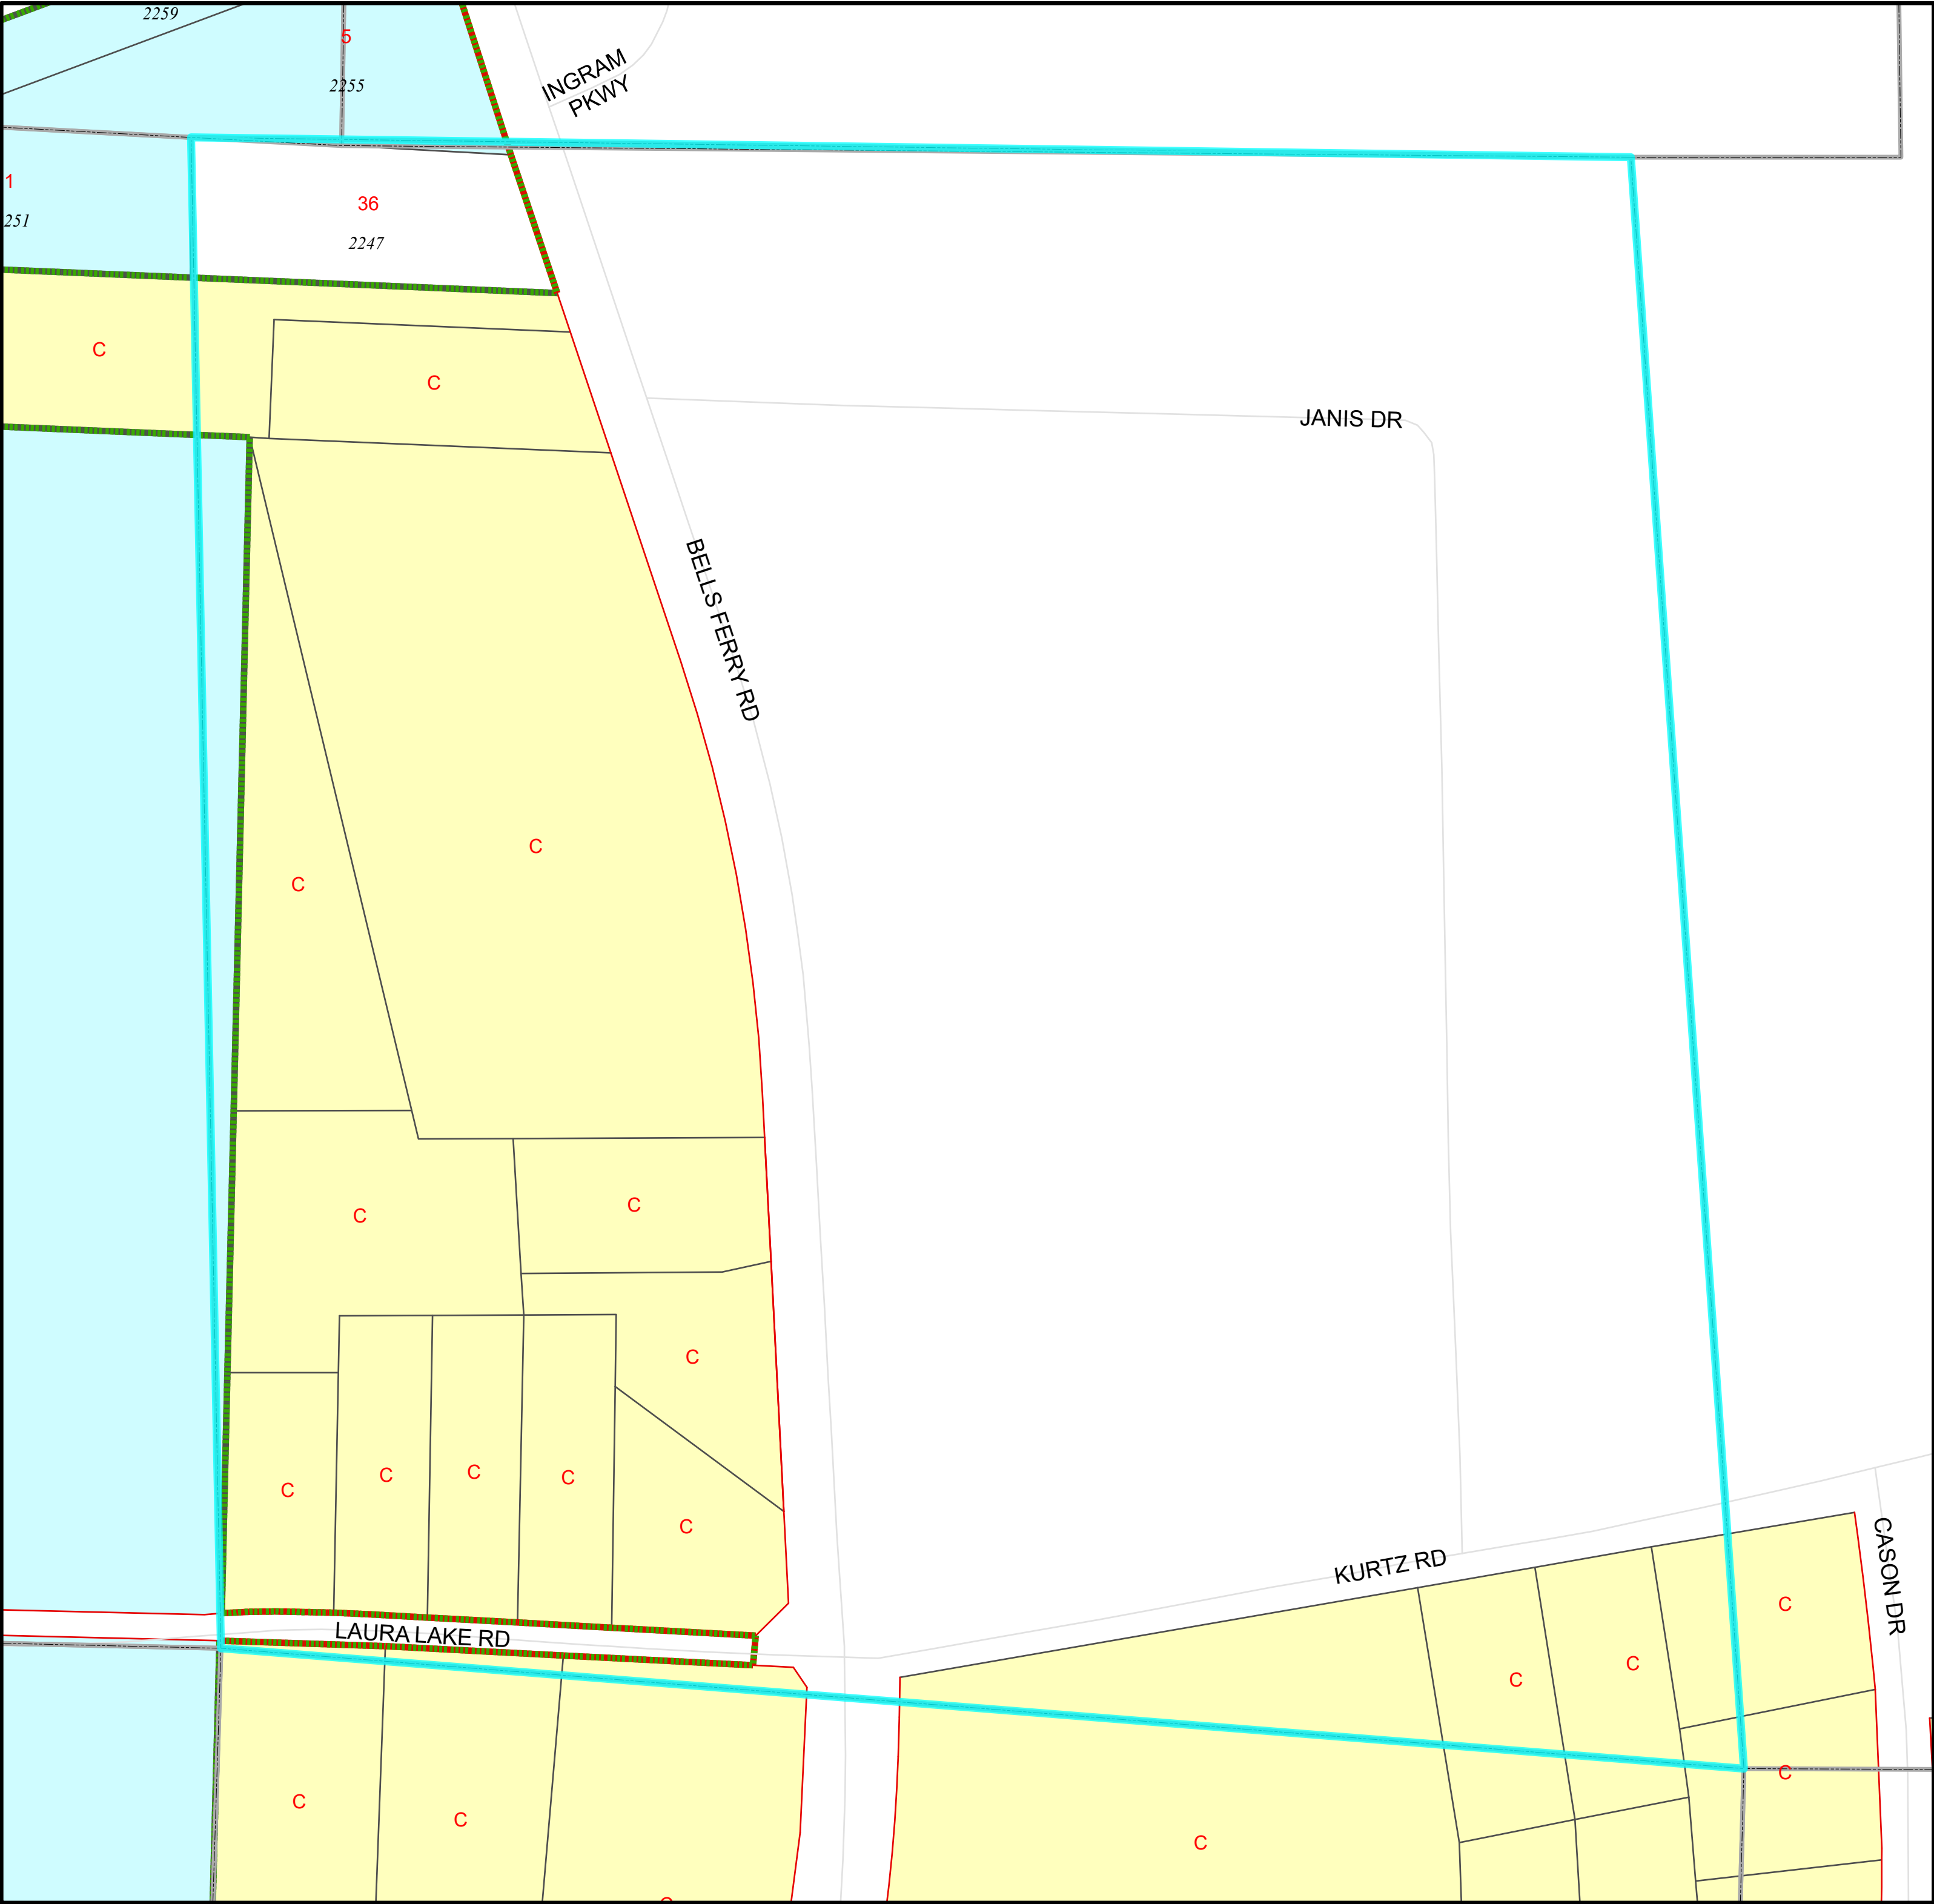 2259
5
2255
INGRAM
PKWY
1
251
36
2247
C
C
JANIS DR
BELLS FERRY RD
C
C
C
C
C
C
C
C
C
C
LAURA LAKE RD
KURTZ RD
CASON DR
C
C
C
C
C
C
C